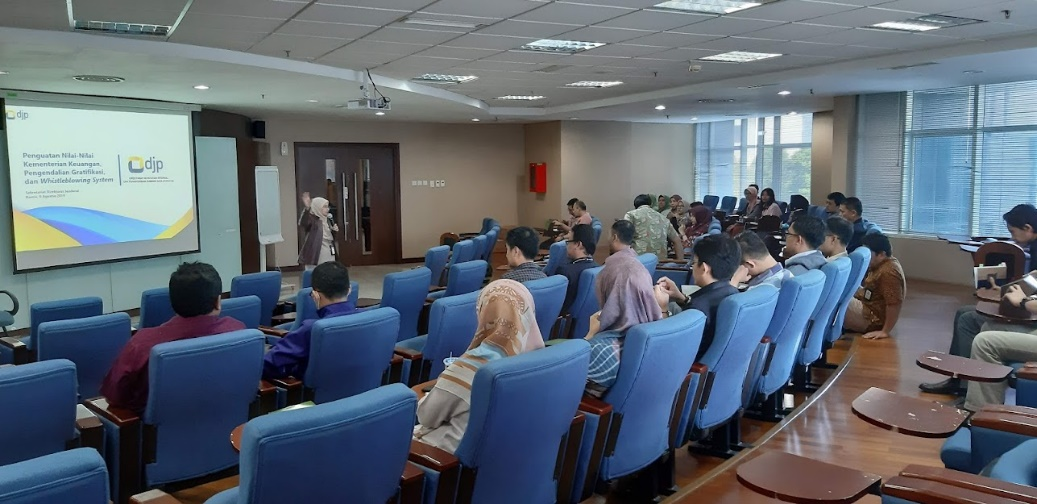 djp
Penguatan Nilai-Nilai
Kementerian Keuangan,
Pengendalian Gratifikasi,
dan Whistleblowing System
djp